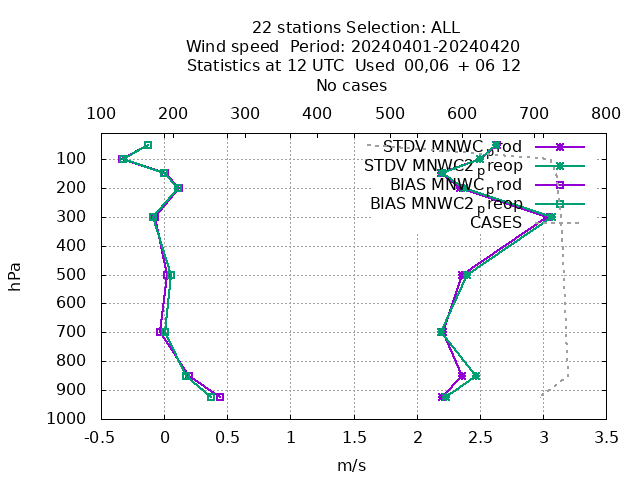 22 stations Selection: ALL
Wind speed  Period: 20240401-20240420
Statistics at 12 UTC  Used  00,06  + 06 12
No cases
100 200 300 400 500 600 700 800
STDV MNWC_prod
STDV MNWC2_preop
BIAS MNWC_prod
BIAS MNWC2_preop
CASES
hPa
100
200
300
400
500
600
700
800
900
1000
-0.5 0 0.5 1 1.5 2 2.5 3 3.5
m/s